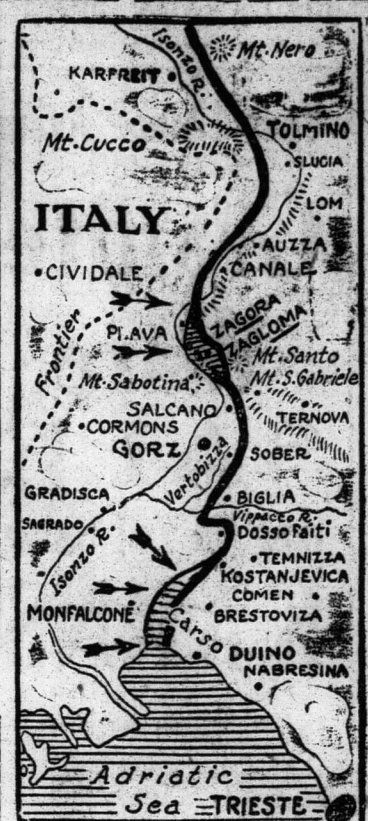 Isonzo R.
Mt. Nero
KARFREIT
TOLMINO
Mt. Cucco
SLUCIA
LOM
ITALY
AUZZA
CIVIDALE
CANALE
ZAGORA
PLAVA
ZAGLOMA
Frontier
Mt. Santo
Mt. Sabotina
Mt. S. Gabriele
SALCANO
TERNOVA
CORMONS
GORZ
SOBER
Vertobizza
GRADISCA
BIGLIA
Vippacco R.
SAGRADO
DOSSO Faiti
Isonzo R.
TEMNIZZA
KOSTANJEVICA
COMEN
MONFALCONE
BRESTOVIZA
Carso
DUINO
NABRESINA
Adriatic
Sea
TRIESTE